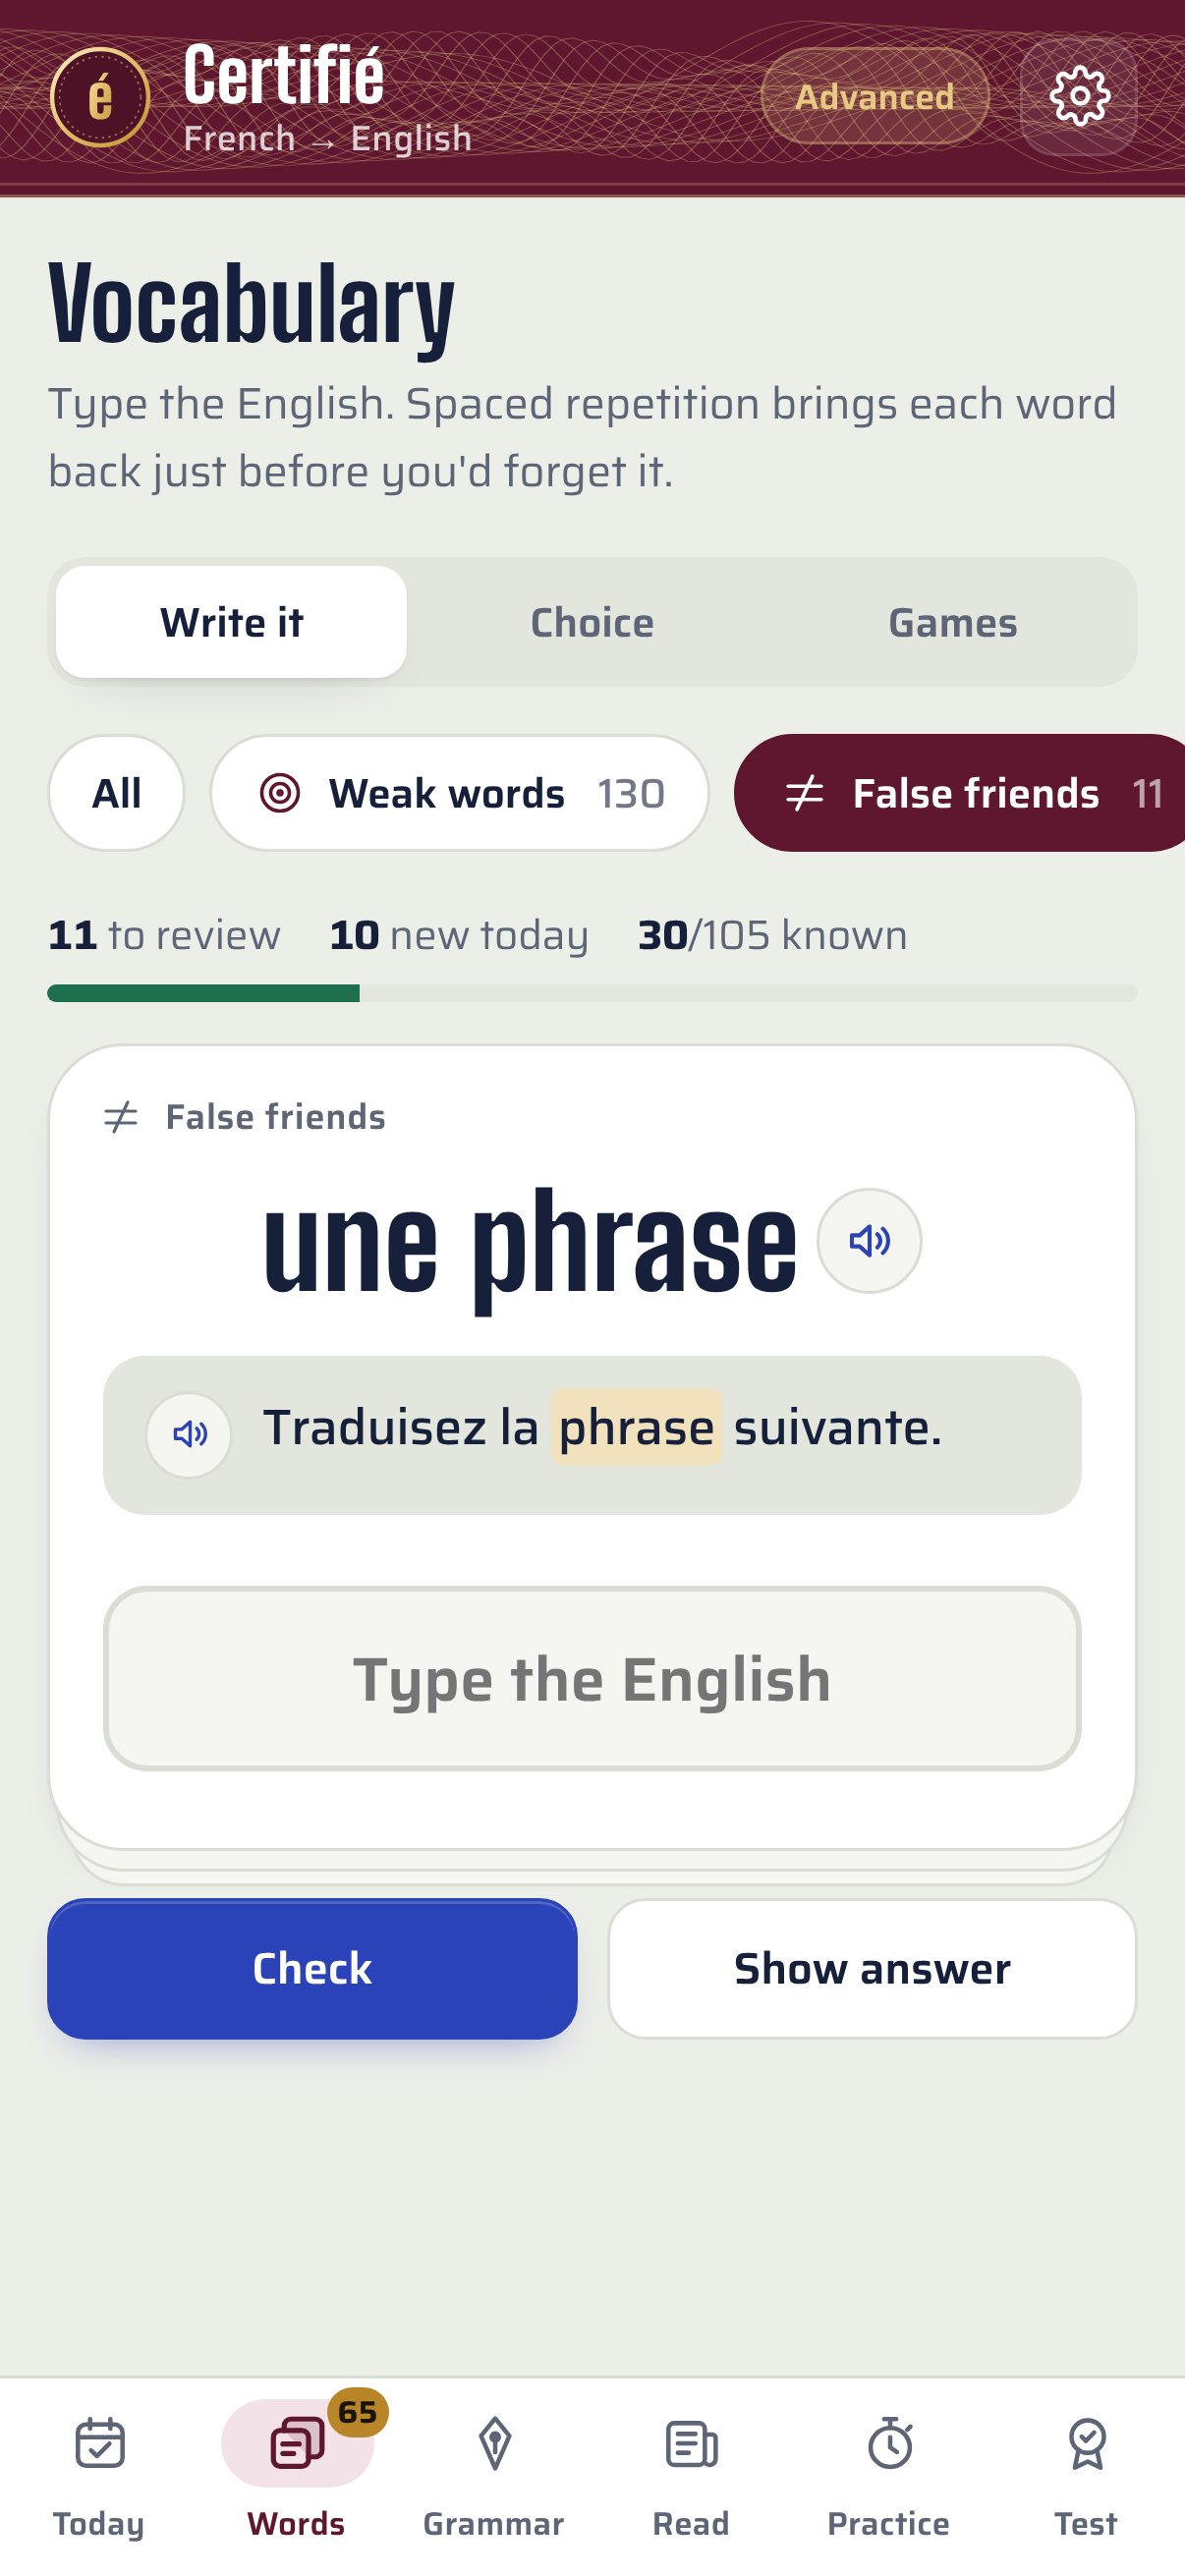 é
Certifié
French → English
Advanced
Vocabulary
Type the English. Spaced repetition brings each word
back just before you'd forget it.
Write it
Choice
Games
All
Weak words 130
≠ False friends 11
11 to review
10 new today
30/105 known
≠ False friends
une phrase
Traduisez la phrase suivante.
Type the English
Check
Show answer
65
Today
Words
Grammar
Read
Practice
Test